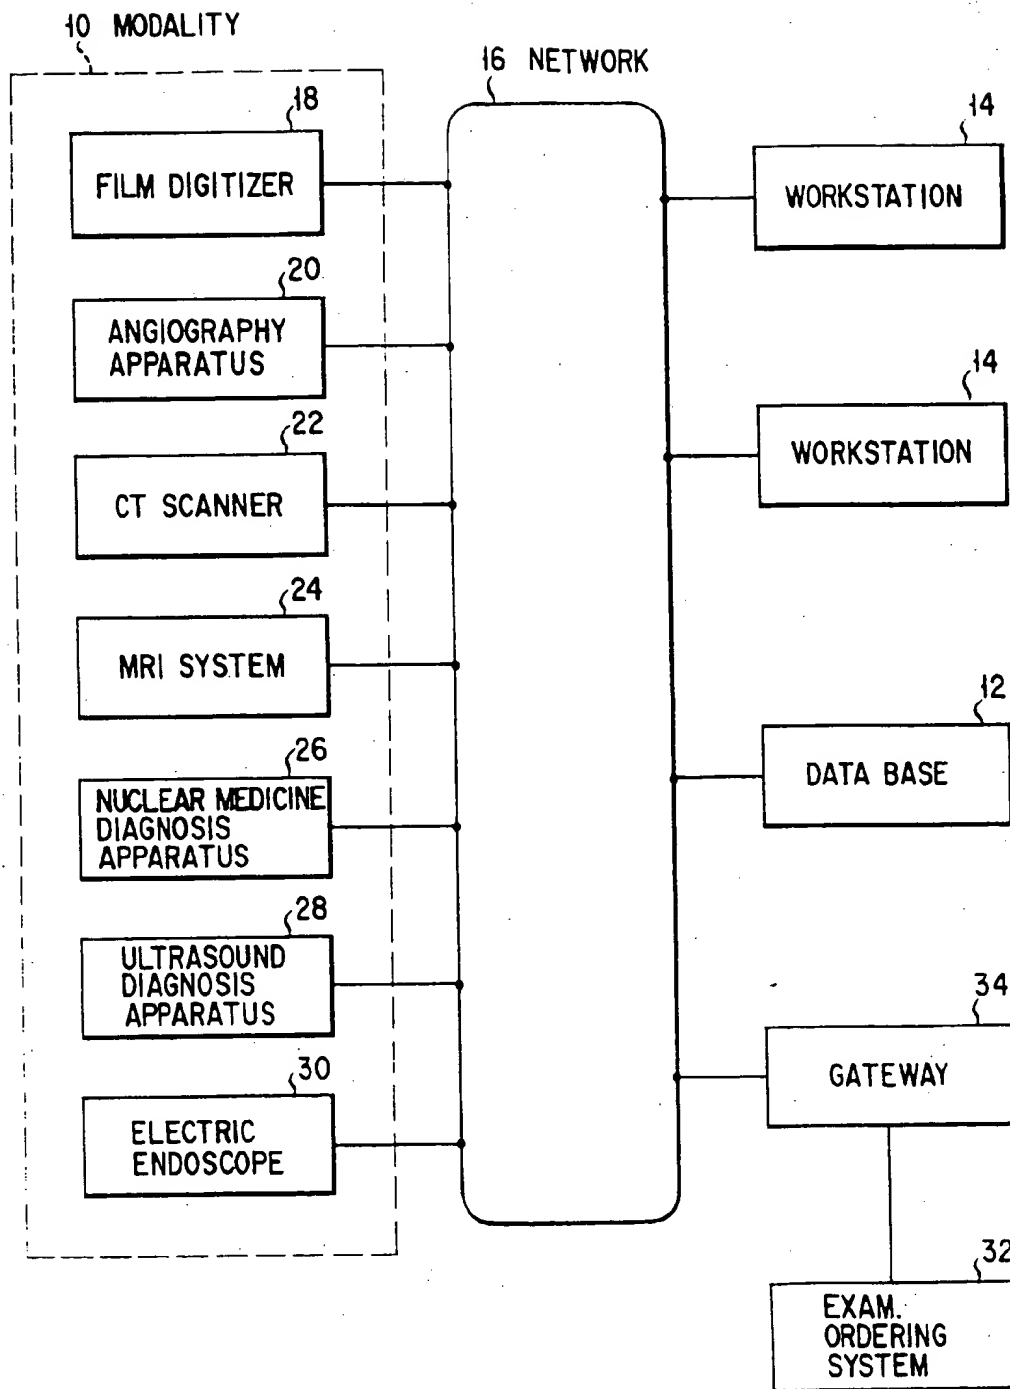 10 MODALITY
16 NETWORK
18
FILM DIGITIZER
20
ANGIOGRAPHY
APPARATUS
22
CT SCANNER
24
MRI SYSTEM
26
NUCLEAR MEDICINE
DIAGNOSIS
APPARATUS
28
ULTRASOUND
DIAGNOSIS
APPARATUS
30
ELECTRIC
ENDOSCOPE
14
WORKSTATION
14
WORKSTATION
12
DATA BASE
34
GATEWAY
32
EXAM.
ORDERING
SYSTEM